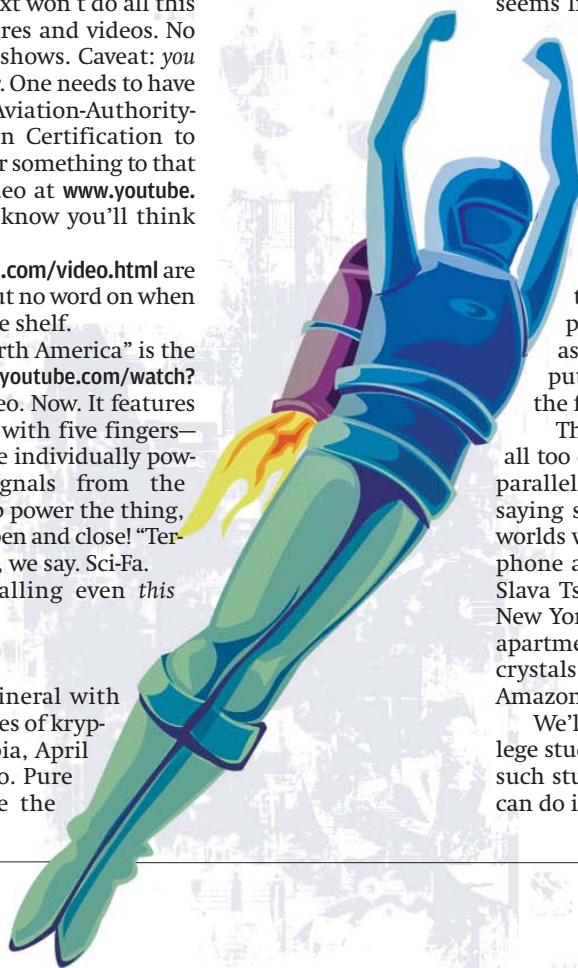 xt won't do all this
res and videos. No
shows. Caveat: you
. One needs to have
Aviation-Authority-
n Certification to
r something to that
eo at www.youtube.
know you'll think
.com/video.html are
ut no word on when
e shelf.
rth America” is the
youtube.com/watch?
eo. Now. It features
with five fingers—
e individually pow-
gnals from the
o power the thing,
pen and close! “Ter-
, we say. Sci-Fa.
alling even this
ineral with
es of kryp-
bia, April
o. Pure
e the
seems
t
p
as
put
the f
Th
all too
parallel
saying s
worlds w
phone a
Slava Ts
New Yor
apartme
crystals
Amazon
We'l
lege stu
such stu
can do i